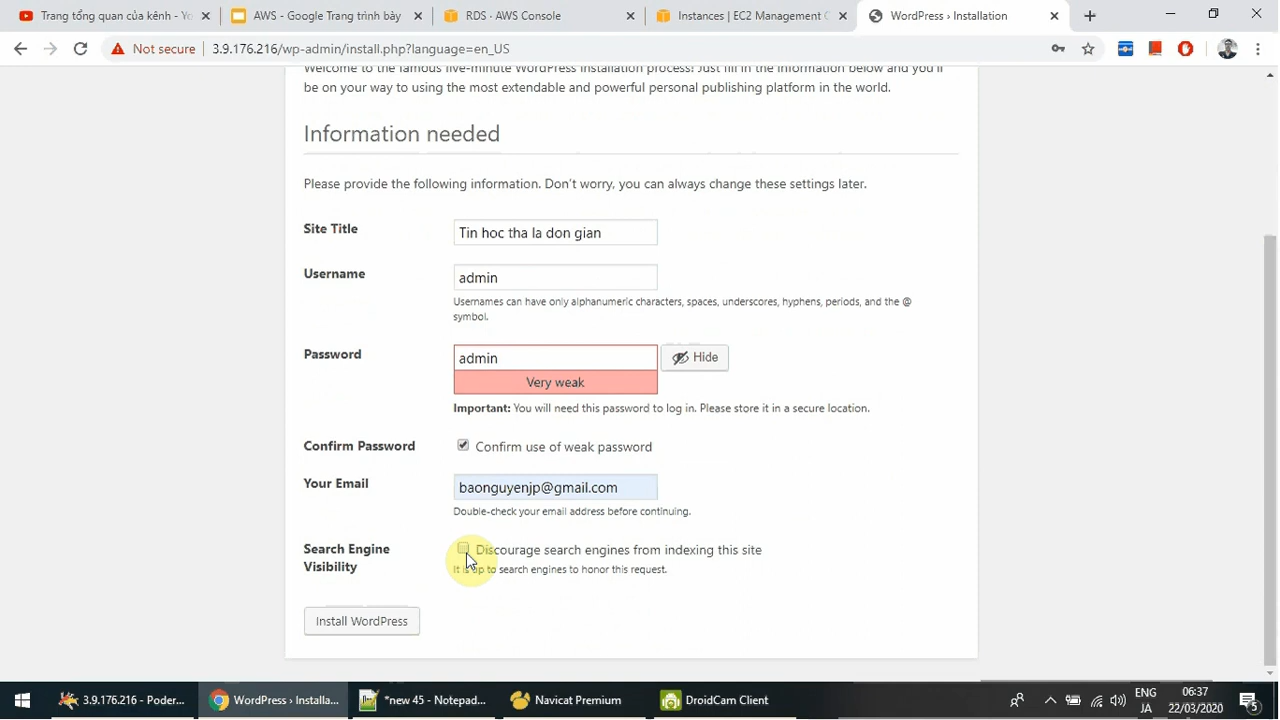 Trang tổng quan của kênh - Yo
AWS - Google Trang trình bày
RDS - AWS Console
Instances | EC2 Management C
WordPress › Installation
Not secure
3.9.176.216/wp-admin/install.php?language=en_US
Welcome to the famous five-minute WordPress installation process! Just fill in the information below and you'll
be on your way to using the most extendable and powerful personal publishing platform in the world.
Information needed
Please provide the following information. Don't worry, you can always change these settings later.
Site Title
Tin hoc tha la don gian
Username
admin
Usernames can have only alphanumeric characters, spaces, underscores, hyphens, periods, and the @
symbol.
Password
admin
Hide
Very weak
Important: You will need this password to log in. Please store it in a secure location.
Confirm Password
Confirm use of weak password
Your Email
baonguyenjp@gmail.com
Double-check your email address before continuing.
Search Engine
Visibility
Discourage search engines from indexing this site
It is up to search engines to honor this request.
Install WordPress
3.9.176.216 - Poder...
WordPress › Installa...
*new 45 - Notepad...
Navicat Premium
DroidCam Client
ENG
JA
06:37
22/03/2020
5